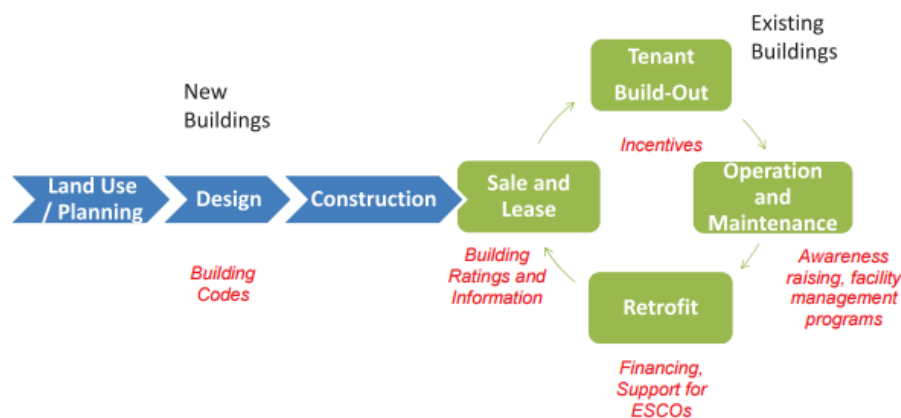 New
Buildings
Existing
Buildings
Land Use
/ Planning
Design
Construction
Sale and
Lease
Tenant
Build-Out
Operation
and
Maintenance
Retrofit
Building
Codes
Building
Ratings and
Information
Incentives
Awareness
raising, facility
management
programs
Financing,
Support for
ESCOs